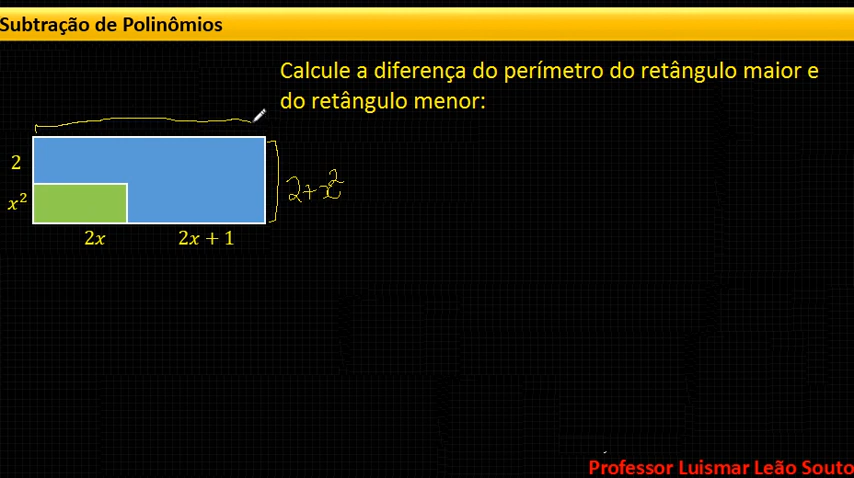 Subtração de Polinômios
Calcule a diferença do perímetro do retângulo maior e
do retângulo menor:
2
x²
2+x²
2x
2x + 1
Professor Luismar Leão Souto